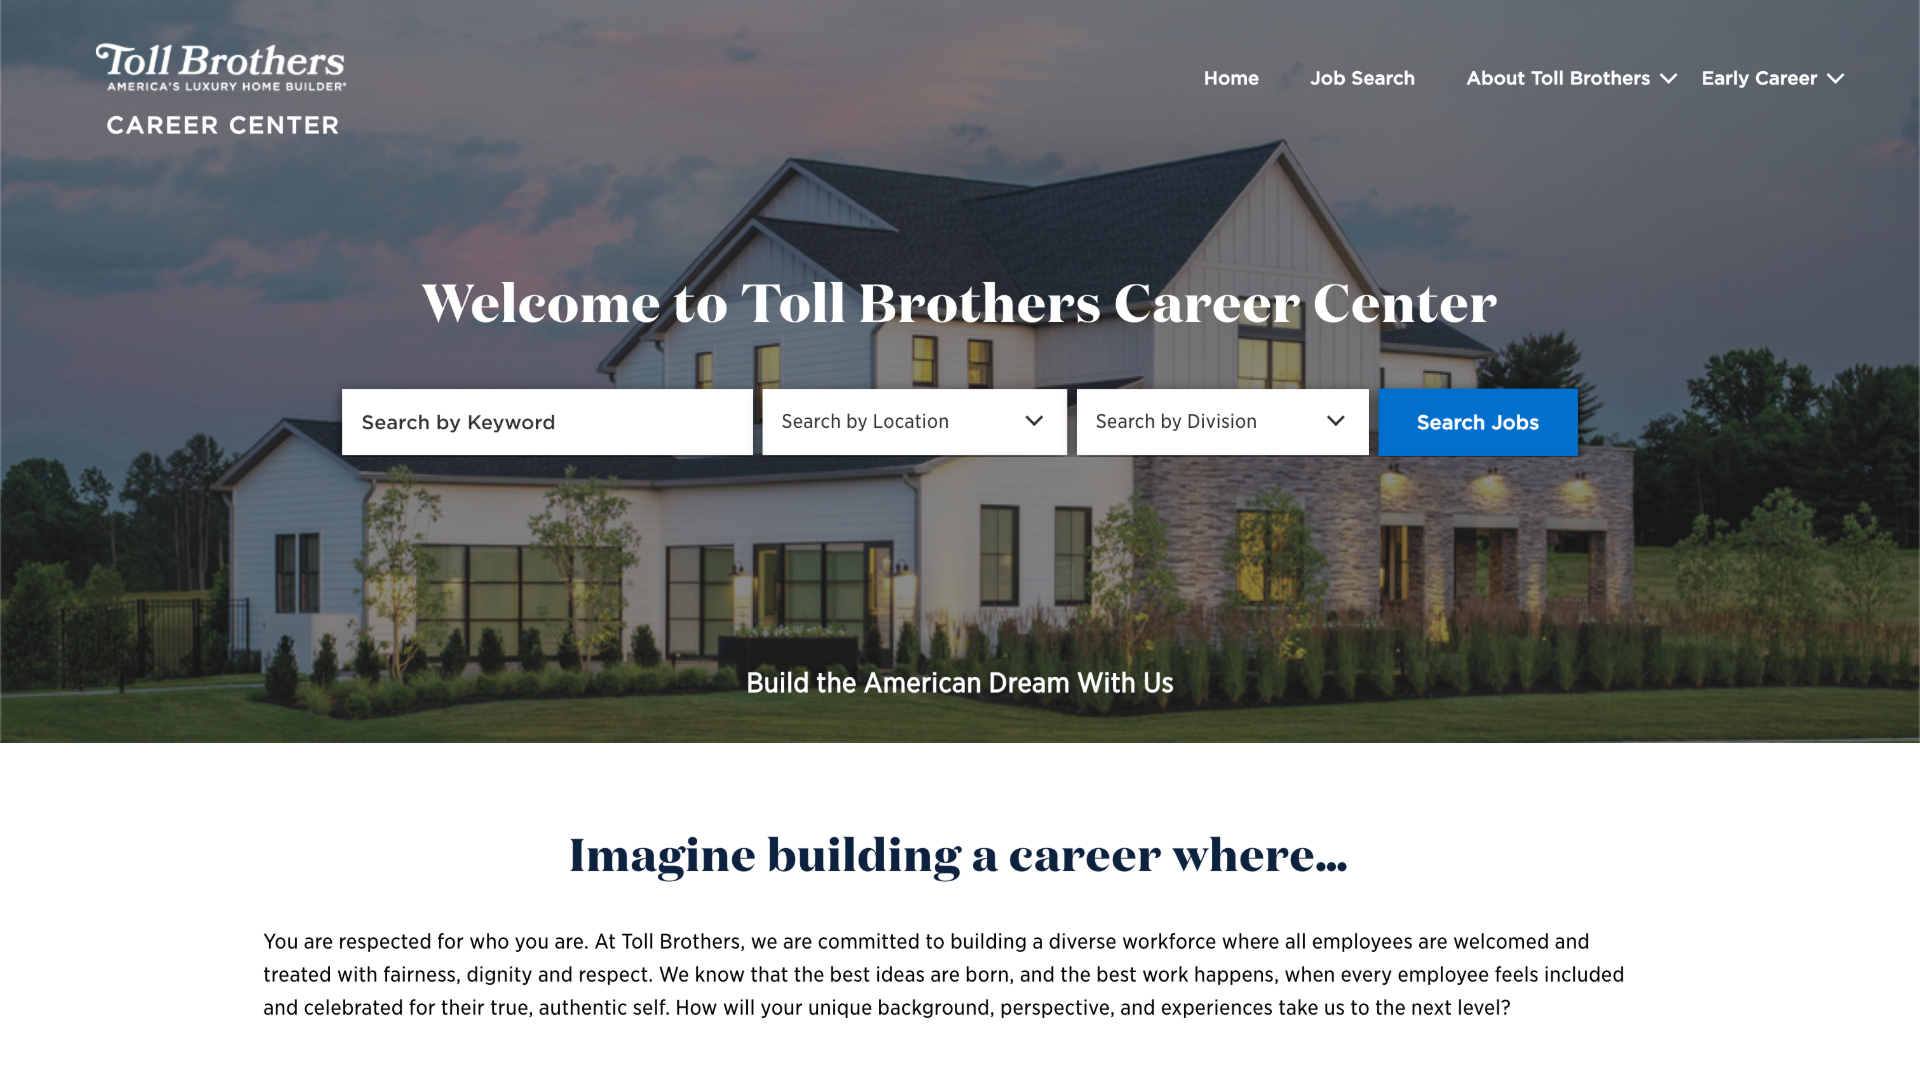 Toll Brothers
AMERICA'S LUXURY HOME BUILDER®
CAREER CENTER
Home
Job Search
About Toll Brothers
Early Career
Welcome to Toll Brothers Career Center
Search by Keyword
Search by Location
Search by Division
Search Jobs
Build the American Dream With Us
Imagine building a career where...
You are respected for who you are. At Toll Brothers, we are committed to building a diverse workforce where all employees are welcomed and
treated with fairness, dignity and respect. We know that the best ideas are born, and the best work happens, when every employee feels included
and celebrated for their true, authentic self. How will your unique background, perspective, and experiences take us to the next level?